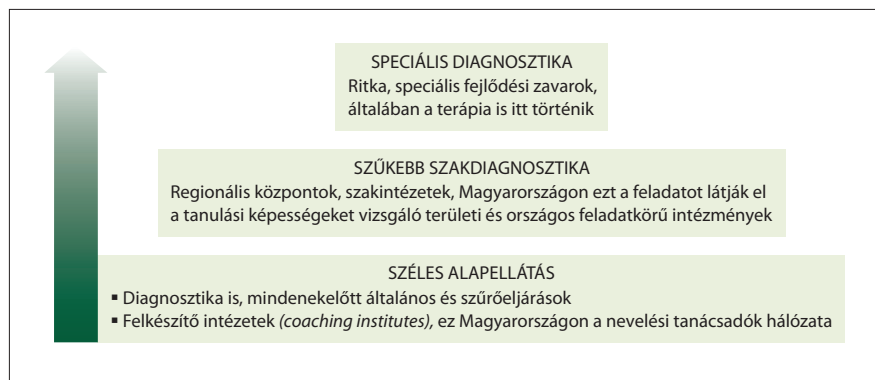 SPECIÁLIS DIAGNOSZTIKA
Ritka, speciális fejlődési zavarok,
általában a terápia is itt történik
SZŰKEBB SZAKDIAGNOSZTIKA
Regionális központok, szakintézetek, Magyarországon ezt a feladatot látják el
a tanulási képességeket vizsgáló területi és országos feladatkörű intézmények
SZÉLES ALAPELLÁTÁS
▪ Diagnosztika is, mindenekelőtt általános és szűrőeljárások
▪ Felkészítő intézetek (coaching institutes), ez Magyarországon a nevelési tanácsadók hálózata